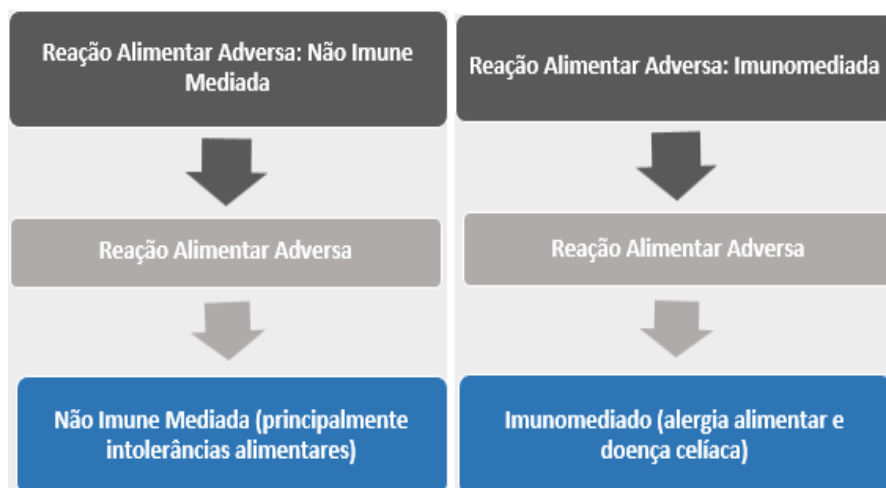 Reação Alimentar Adversa: Não Imune
Mediada
Reação Alimentar Adversa
Não Imune Mediada (principalmente
intolerâncias alimentares)
Reação Alimentar Adversa: Imunomediada
Reação Alimentar Adversa
Imunomediado (alergia alimentar e
doença celíaca)